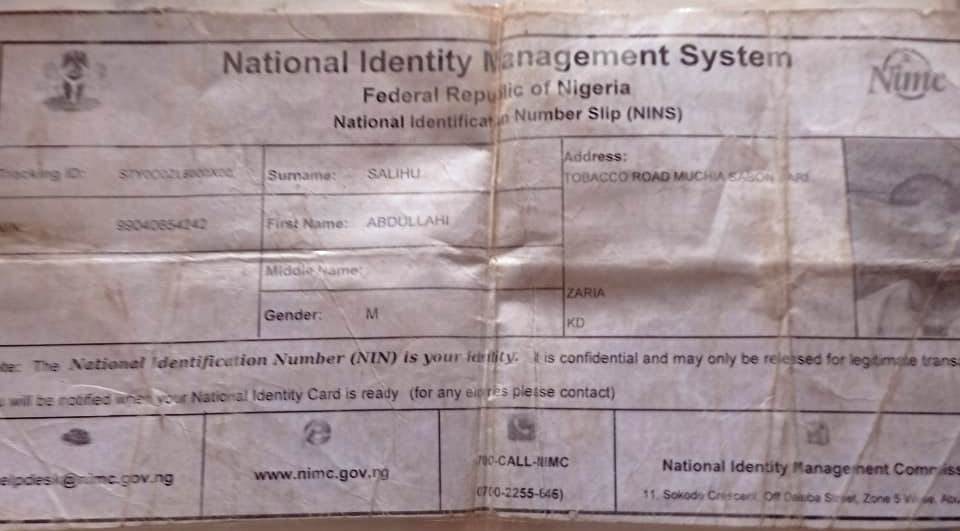 National Identity Management System
Federal Republic of Nigeria
National Identification Number Slip (NINS)
Nimc
Tracking ID:
Surname: SALIHU
Address:
TOBACCO ROAD MUCHIA
First Name: ABDULLAHI
Middle Name:
ZARIA
Gender: M
KD
The National Identification Number (NIN) is your identity. It is confidential and may only be released for legitimate
will be notified when your National Identity Card is ready (for any please contact)
@nimc.gov.ng
www.nimc.gov.ng
-CALL-NIMC
(0700-2255-646)
National Identity Management
11, Sokode Crescent, Off Street, Zone 5